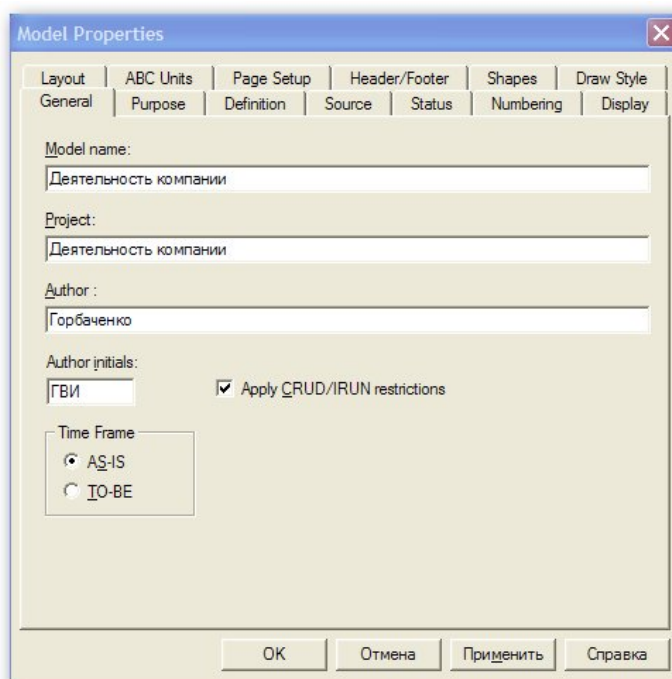 Model Properties
Layout ABC Units Page Setup Header/Footer Shapes Draw Style
General Purpose Definition Source Status Numbering Display
Model name:
Деятельность компании
Project:
Деятельность компании
Author :
Горбаченко
Author initials:
ГВИ Apply CRUD/IRUN restrictions
Time Frame
AS-IS
TO-BE
OK Отмена Применить Справка